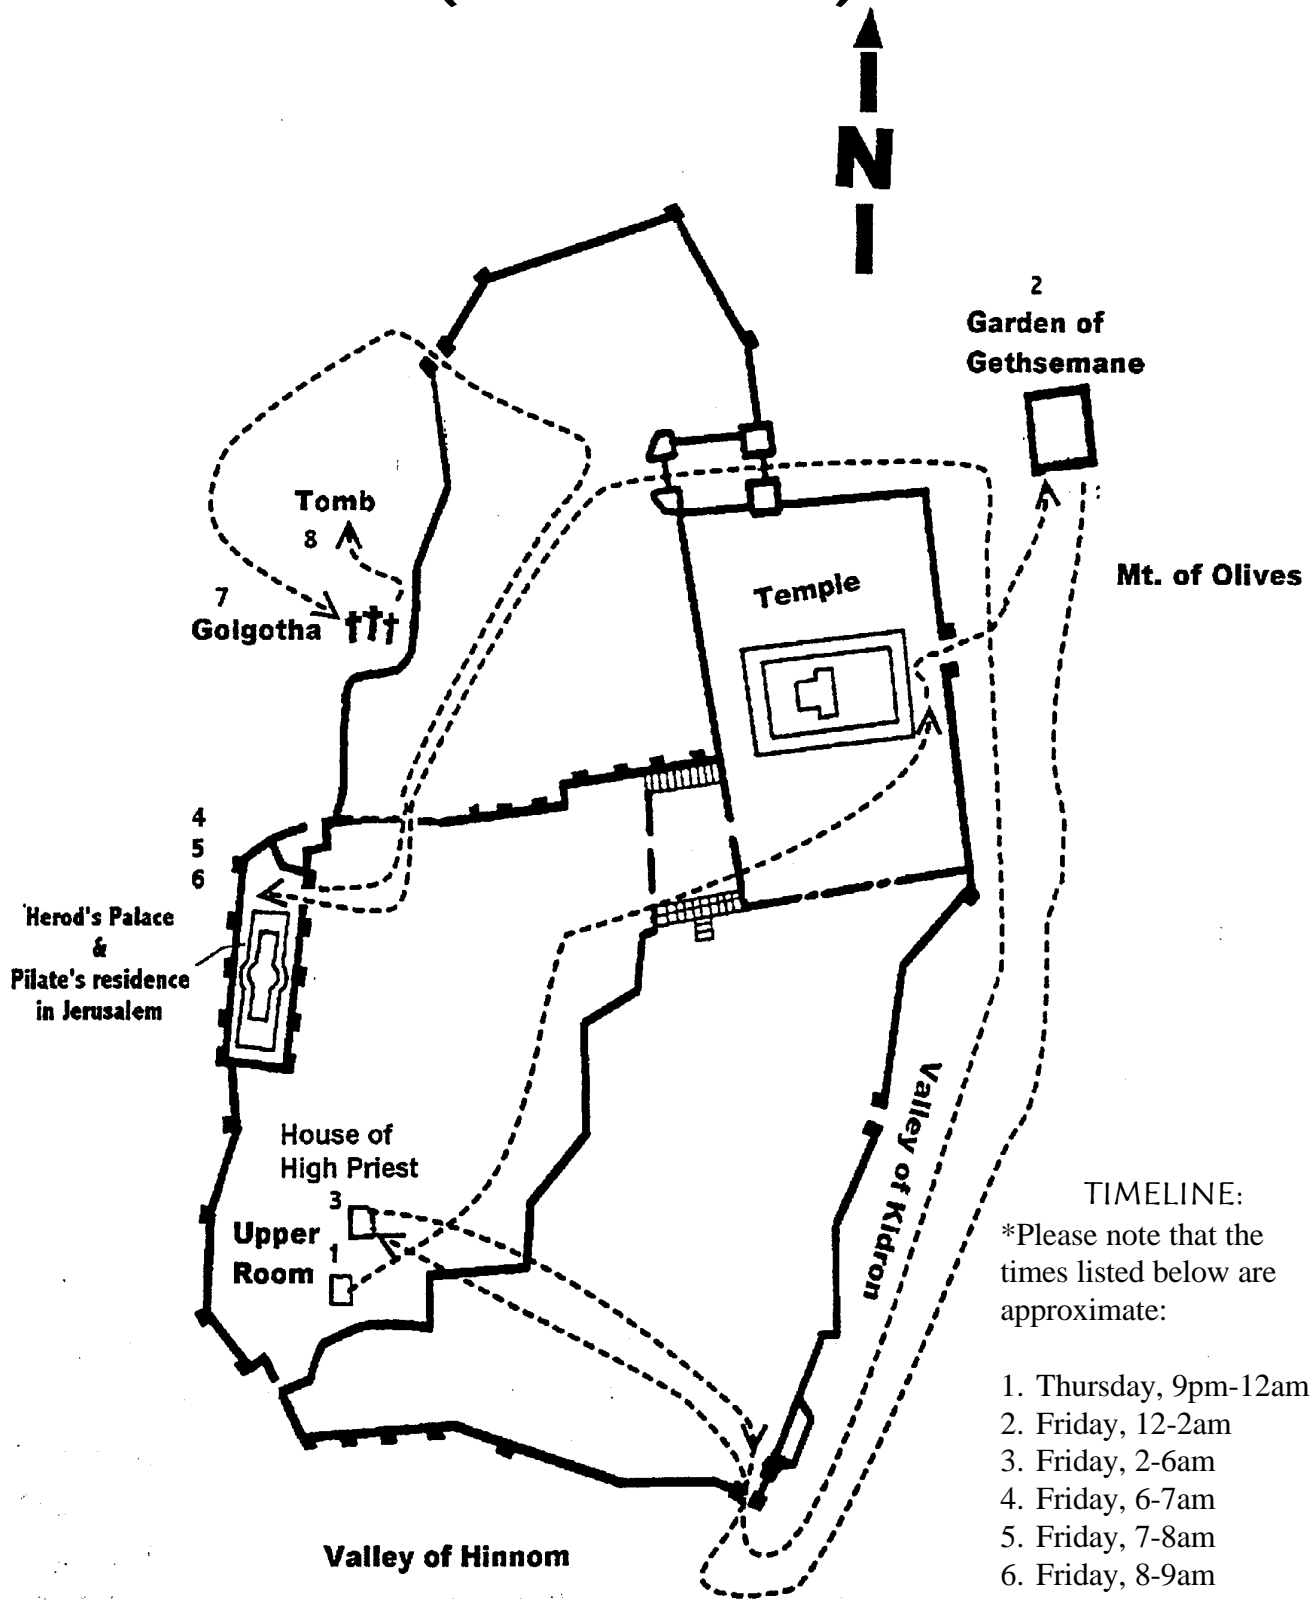 N
2
Garden of
Gethsemane
Tomb
8
7
Golgotha
Temple
Mt. of Olives
4
5
6
Herod's Palace
&
Pilate's residence
in Jerusalem
House of
High Priest
3
Upper
Room
1
Valley of Kidron
Valley of Hinnom
TIMELINE:
*Please note that the
times listed below are
approximate:
1. Thursday, 9pm-12am
2. Friday, 12-2am
3. Friday, 2-6am
4. Friday, 6-7am
5. Friday, 7-8am
6. Friday, 8-9am